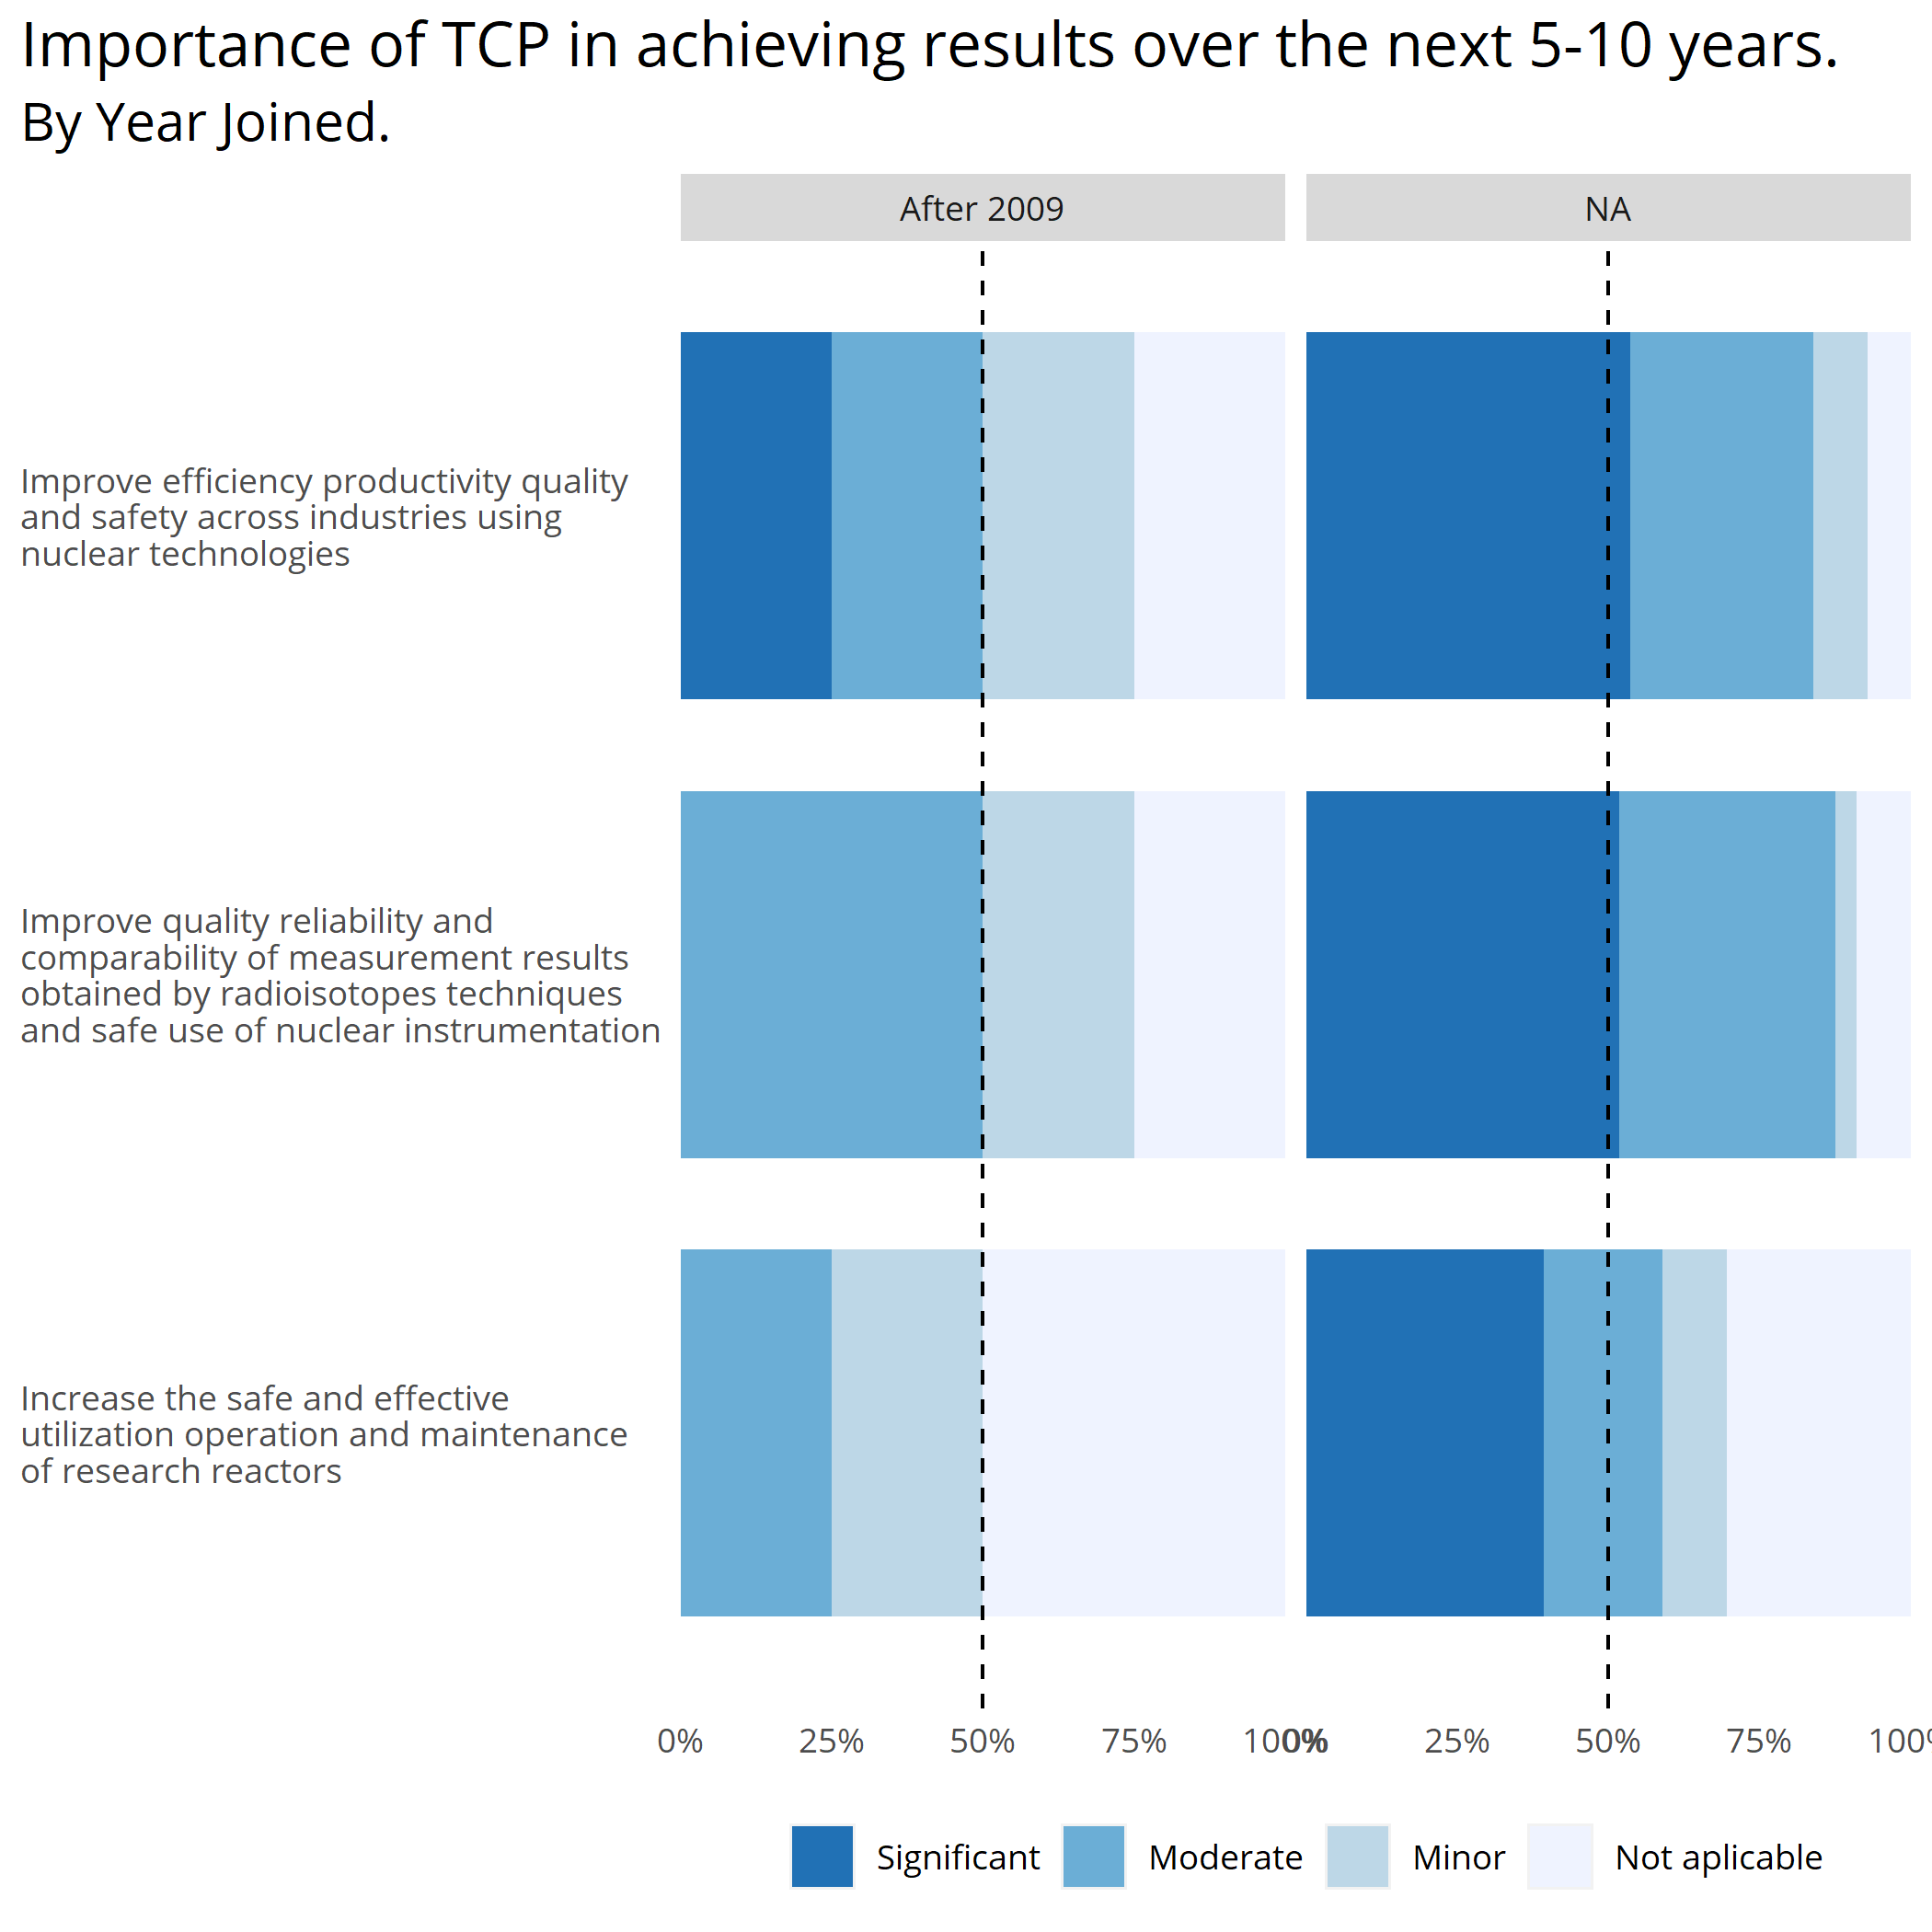 Importance of TCP in achieving results over the next 5-10 years.
By Year Joined.
After 2009
NA
Improve efficiency productivity quality
and safety across industries using
nuclear technologies
Improve quality reliability and
comparability of measurement results
obtained by radioisotopes techniques
and safe use of nuclear instrumentation
Increase the safe and effective
utilization operation and maintenance
of research reactors
0% 25% 50% 75% 100%
0% 25% 50% 75% 100%
Significant Moderate Minor Not aplicable